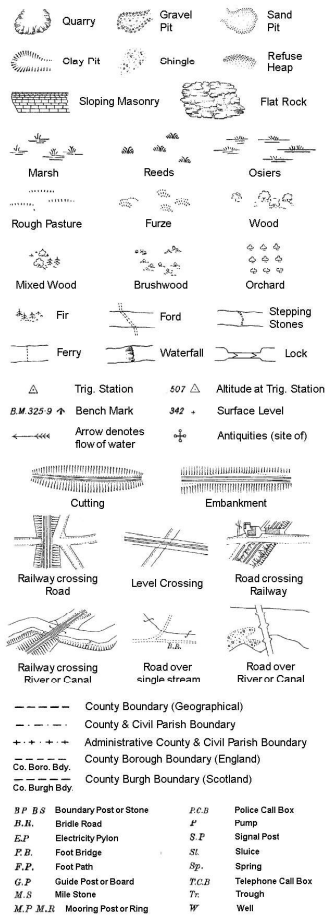 Quarry
Gravel
Pit
Sand
Pit
Clay Pit
Shingle
Refuse
Heap
Sloping Masonry
Flat Rock
Marsh
Reeds
Osiers
Rough Pasture
Furze
Wood
Mixed Wood
Brushwood
Orchard
Fir
Ford
Stepping
Stones
Ferry
Waterfall
Lock
Trig. Station
507
Altitude at Trig. Station
B.M.325.9
Bench Mark
342
Surface Level
Arrow denotes
flow of water
Antiquities (site of)
Cutting
Embankment
Railway crossing
Road
Level Crossing
Road crossing
Railway
B.R.
Railway crossing
River or Canal
Road over
single stream
Road over
River or Canal
County Boundary (Geographical)
County & Civil Parish Boundary
Administrative County & Civil Parish Boundary
Co. Boro. Bdy.
County Borough Boundary (England)
Co. Burgh Bdy.
County Burgh Boundary (Scotland)
B P B S Boundary Post or Stone
B.R. Bridle Road
E.P Electricity Pylon
F.B. Foot Bridge
F.P. Foot Path
G.P Guide Post or Board
M.S Mile Stone
M.P M.R Mooring Post or Ring
P.C.B Police Call Box
P Pump
S.P Signal Post
Sl. Sluice
Sp. Spring
T.C.B Telephone Call Box
Tr. Trough
W Well